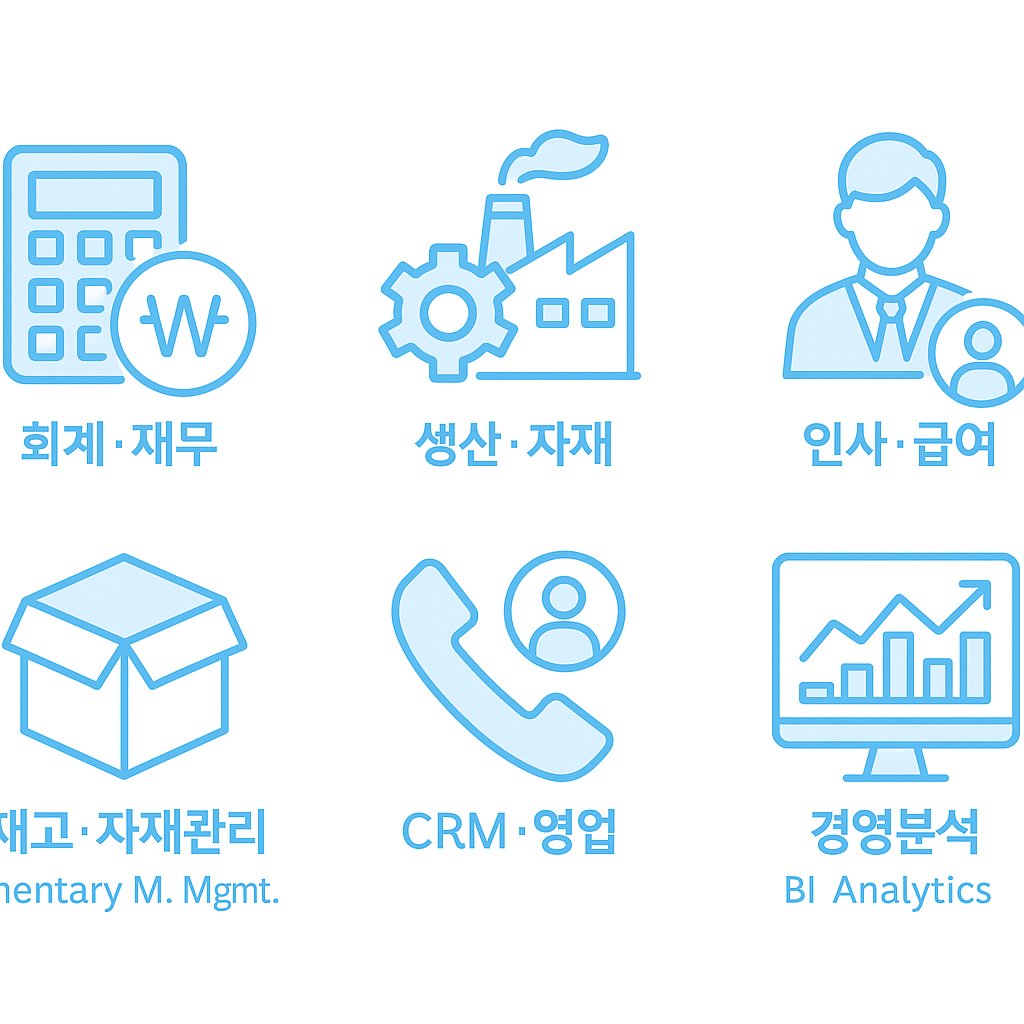 ₩
회계·재무
생산·자재
인사·급여
재고·자재콴리
nentary M. Mgmt.
CRM·영업
경영분석
BI Analytics